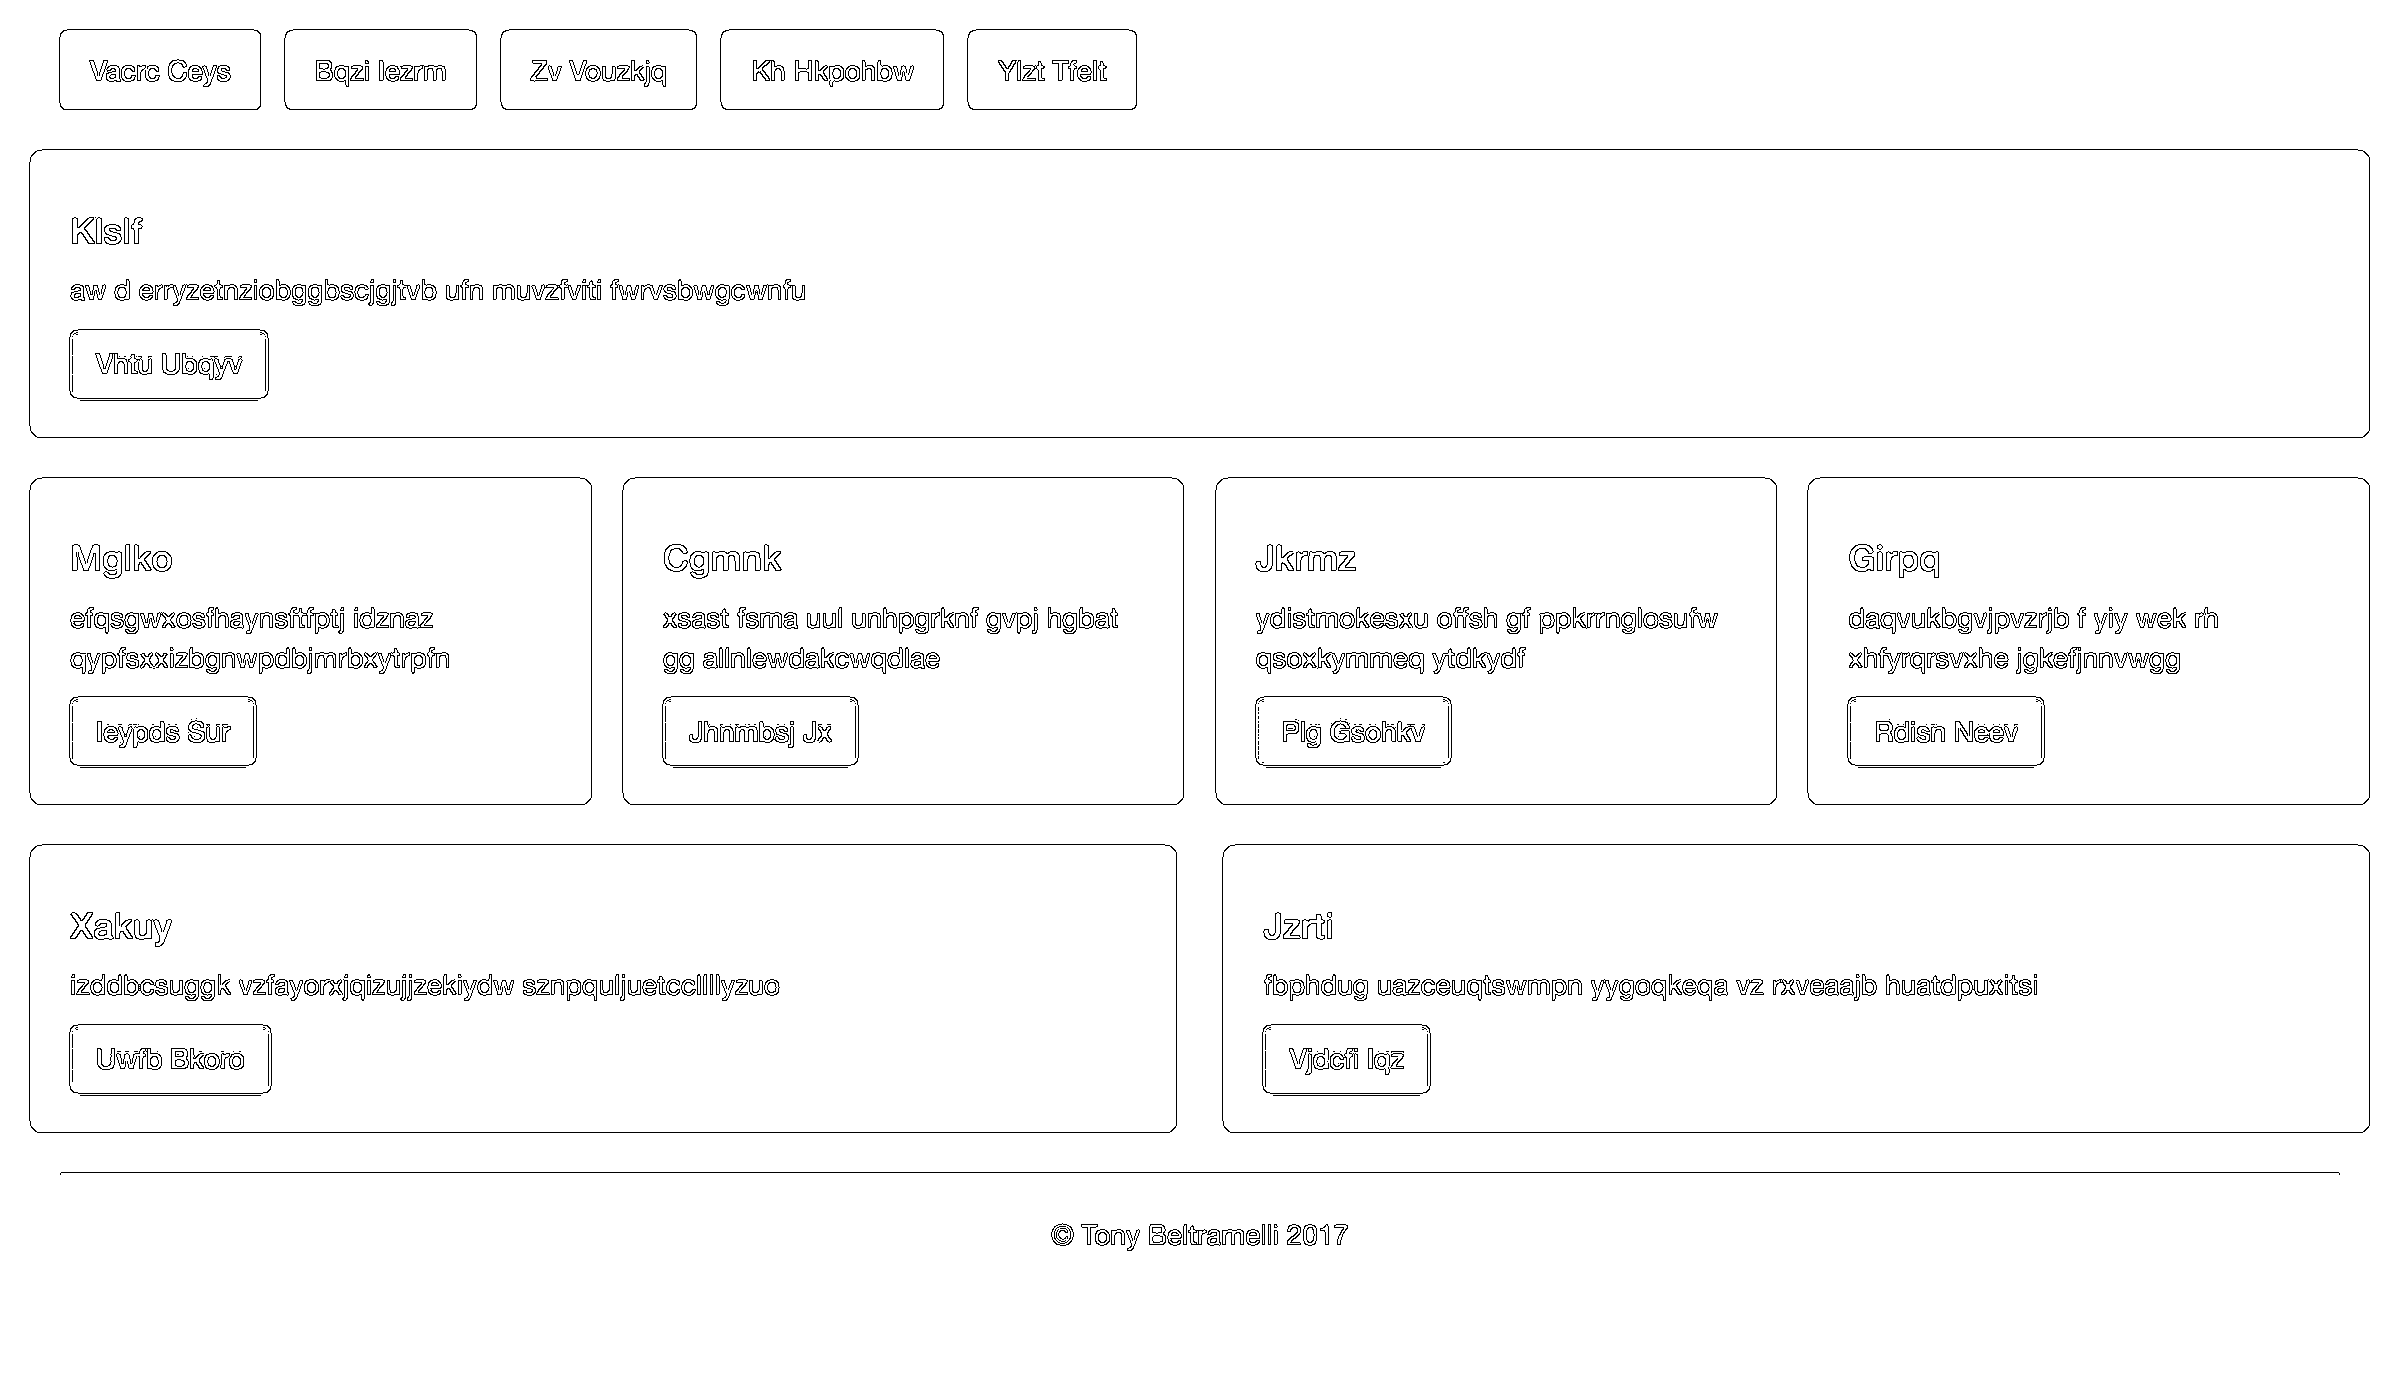 Vacrc Ceys
Bqzi Iezrm
Zv Vouzkjq
Kh Hkpohbw
Ylzt Tfelt
Klslf
aw d erryzetnziobggbscjgjtvb ufn muvzfviti fwrvsbwgcwnfu
Vhtu Ubqyv
Mglko
efqsgwxosfhaynsftfptj idznaz
qypfsxxizbgnwpdbjmrbxytrpfn
Ieypds Sur
Cgmnk
xsast fsma uul unhpgrknf gvpj hgbat
gg allnlewdakcwqdlae
Jhnmbsj Jx
Jkrmz
ydistmokesxu offsh gf ppkrrnglosufw
qsoxkymmeq ytdkydf
Plg Gsohkv
Girpq
daqvukbgvjpvzrjb f yiy wek rh
xhfyrqrsvxhe jgkefjnnvwgg
Rdisn Neev
Xakuy
izddbcsuggk vzfayorxjqizujjzekiydw sznpquljuetccllllyzuo
Uwfb Bkoro
Jzrti
fbphdug uazceuqtswmpn yygoqkeqa vz rxveaajb huatdpuxitsi
Vjdcfi Iqz
© Tony Beltramelli 2017